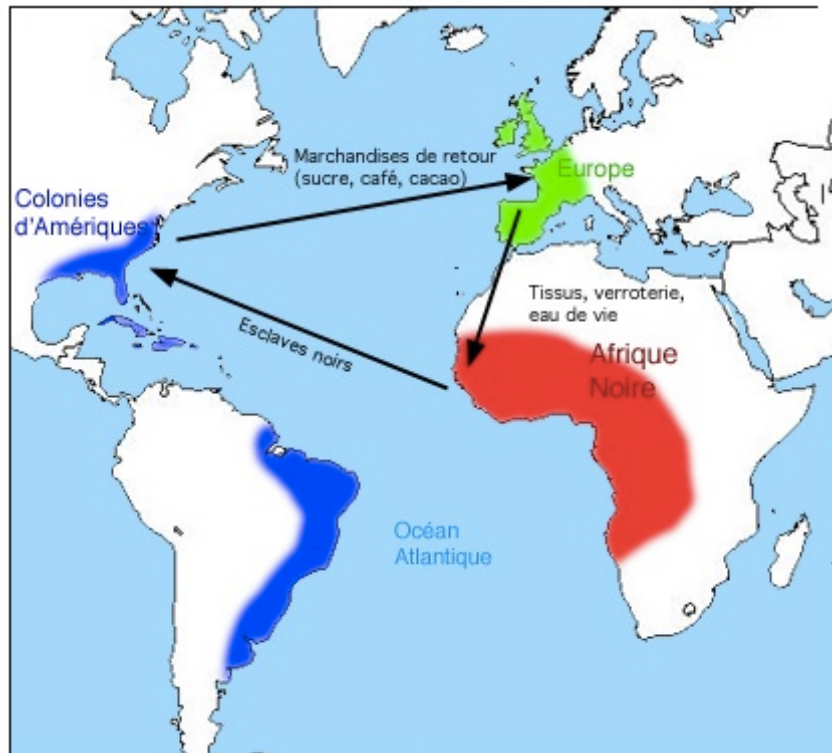 Marchandises de retour
(sucre, café, cacao)
Europe
Colonies
d'Amériques
Tissus, verroterie,
eau de vie
Esclaves noirs
Afrique
Noire
Océan
Atlantique